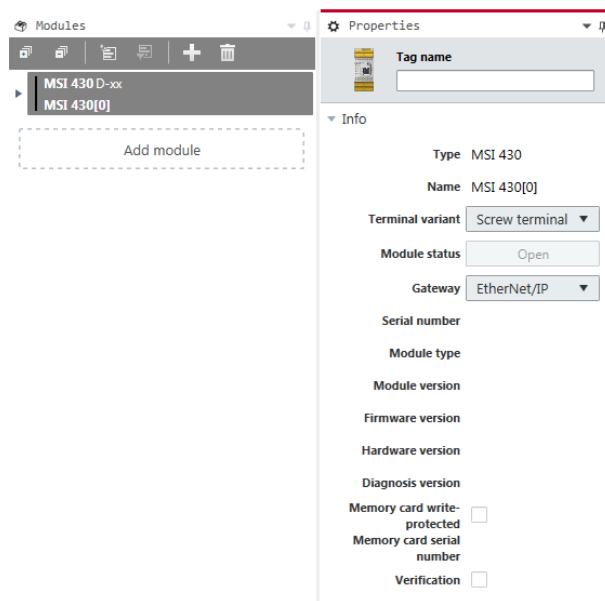 Modules
MSI 430 D-xx
MSI 430[0]
Add module
Properties
Tag name
Info
Type MSI 430
Name MSI 430[0]
Terminal variant Screw terminal
Module status Open
Gateway EtherNet/IP
Serial number
Module type
Module version
Firmware version
Hardware version
Diagnosis version
Memory card write-
protected
Memory card serial
number
Verification